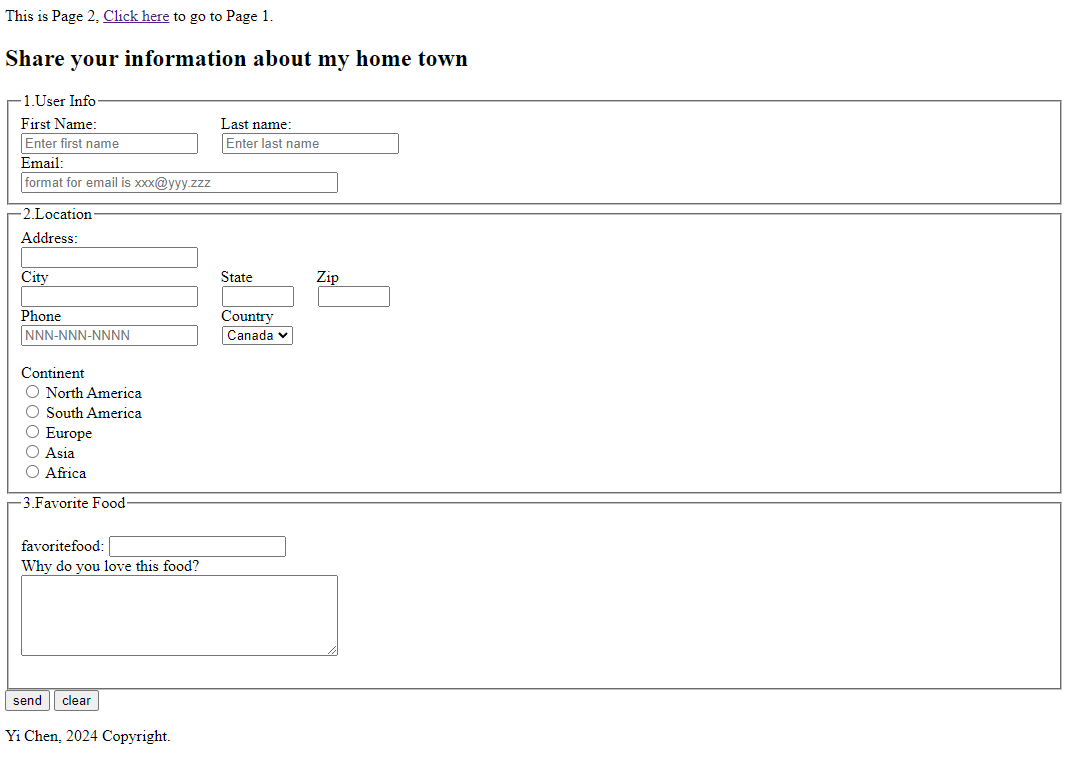 This is Page 2, Click here to go to Page 1.
Share your information about my home town
1.User Info
First Name: Last name:
Enter first name Enter last name
Email:
format for email is xxx@yyy.zzz
2.Location
Address:
City State Zip
Phone Country
NNN-NNN-NNNN Canada
Continent
North America
South America
Europe
Asia
Africa
3.Favorite Food
favoritefood:
Why do you love this food?
send clear
Yi Chen, 2024 Copyright.